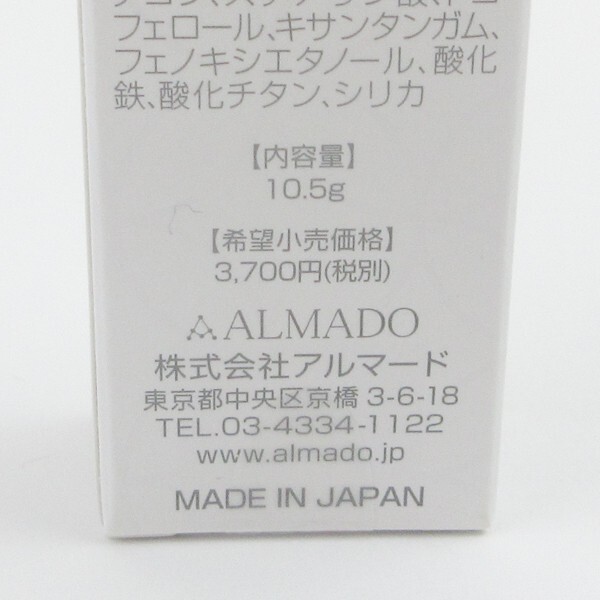 フェロール、キサンタンガム、
フェノキシエタノール、酸化
鉄、酸化チタン、シリカ
【内容量】
10.5g
【希望小売価格】
3,700円(税別)
ALMADO
株式会社アルマード
東京都中央区京橋 3-6-18
TEL.03-4334-1122
www.almado.jp
MADE IN JAPAN